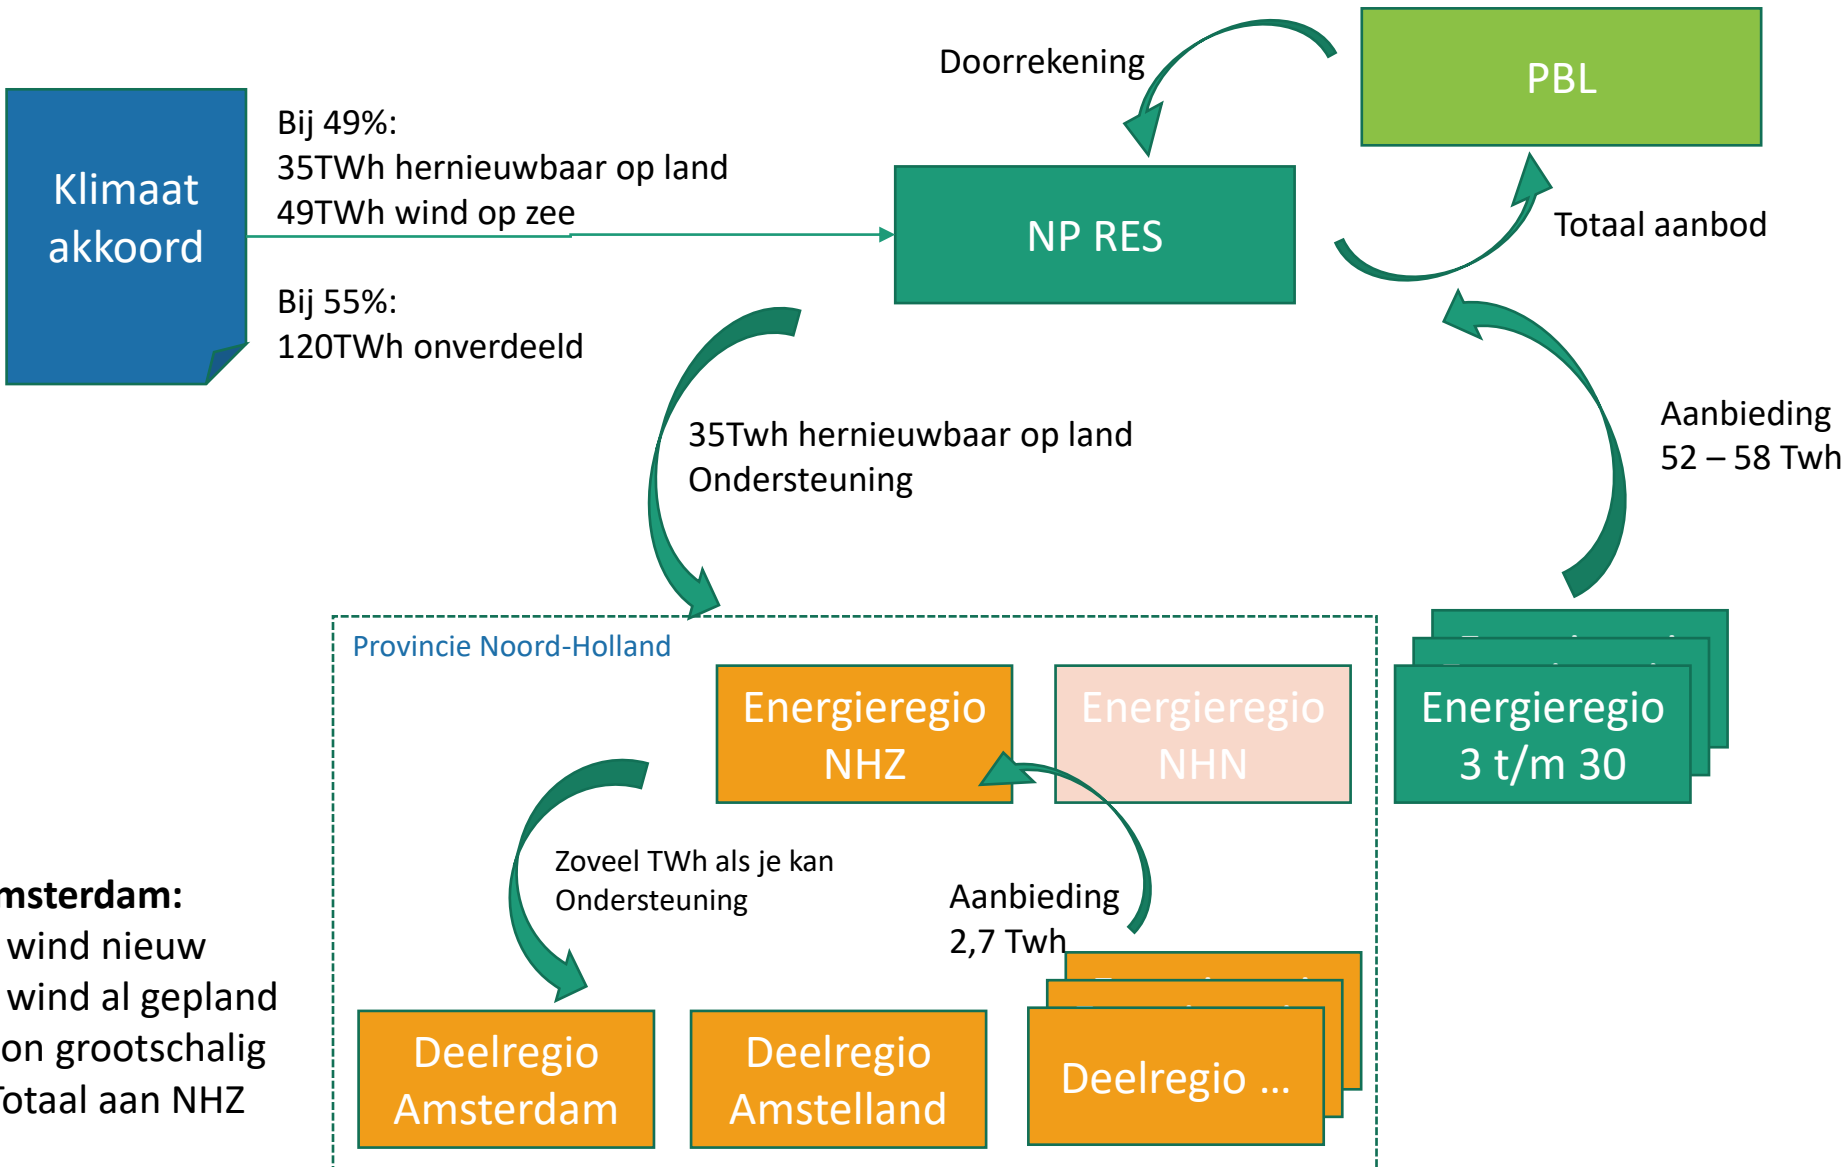 Doorrekening
PBL
Klimaat
akkoord
Bij 49%:
35TWh hernieuwbaar op land
49TWh wind op zee
Bij 55%:
120TWh onverdeeld
NP RES
Totaal aanbod
35Twh hernieuwbaar op land
Ondersteuning
Aanbieding
52 – 58 Twh
Provincie Noord-Holland
Energieregio
NHZ
Energieregio
NHN
Energieregio
3 t/m 30
Zoveel TWh als je kan
Ondersteuning
Aanbieding
2,7 Twh
msterdam:
wind nieuw
wind al gepland
on grootschalig
otaal aan NHZ
Deelregio
Amsterdam
Deelregio
Amstelland
Deelregio ...